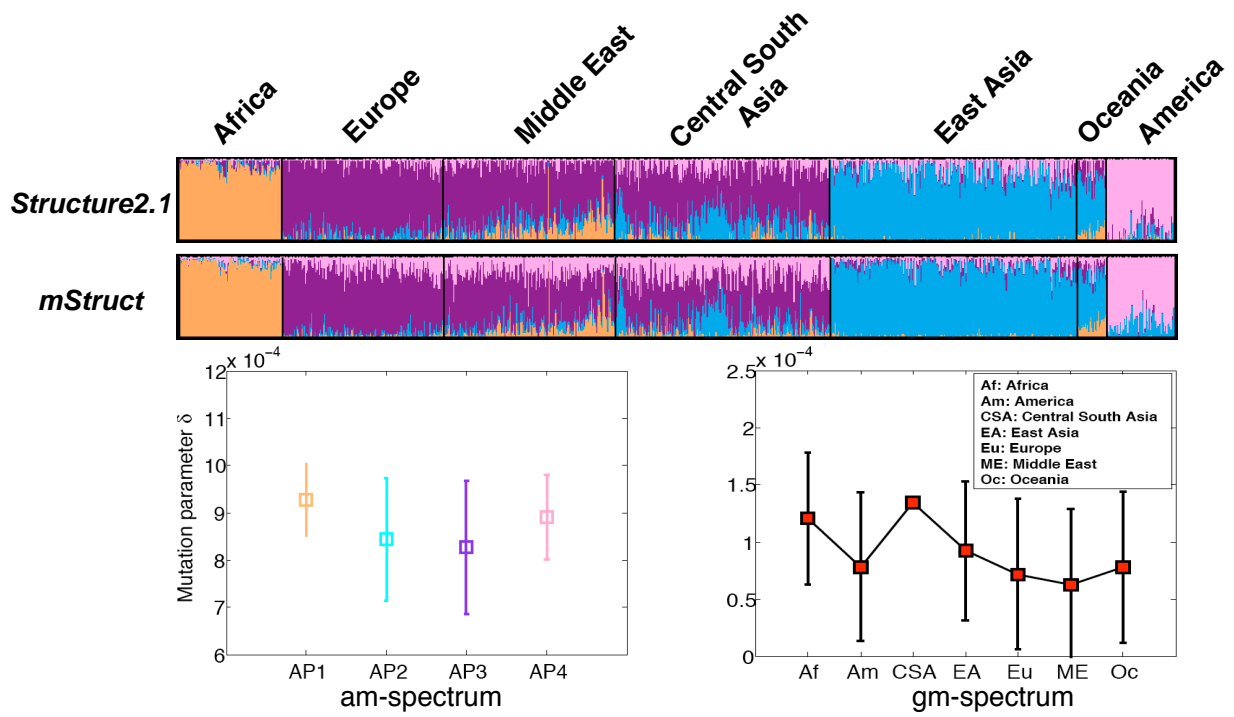 Africa
Europe
Middle East
Central South
Asia
East Asia
Oceania
America
Structure2.1
mStruct
x 10⁻⁴
12
10
9
8
7
6
Mutation parameter δ
AP1 AP2 AP3 AP4
am-spectrum
x 10⁻⁴
2.5
2
1.5
1
0.5
0
Af: Africa
Am: America
CSA: Central South Asia
EA: East Asia
Eu: Europe
ME: Middle East
Oc: Oceania
Af Am CSA EA Eu ME Oc
gm-spectrum